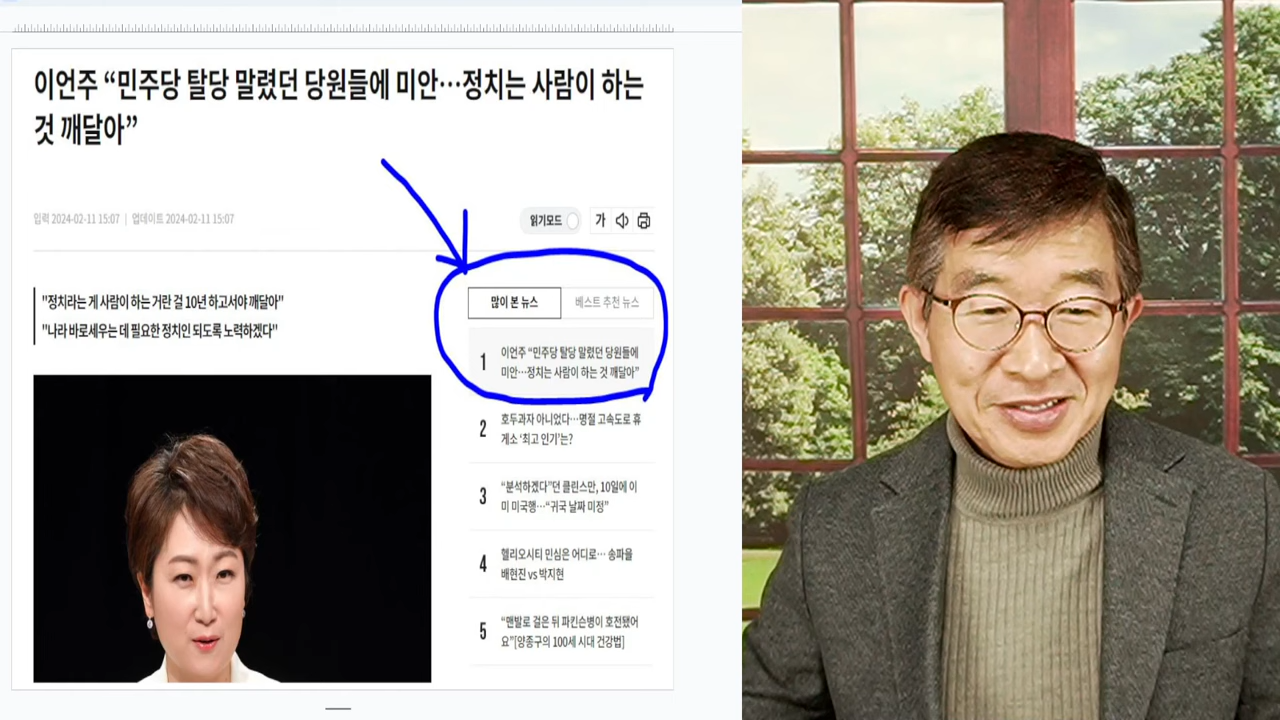 이언주 “민주당 탈당 말렸던 당원들에 미안…정치는 사람이 하는
것 깨달아”
입력 2024-02-11 15:07 | 업데이트 2024-02-11 15:07
읽기모드
가
"정치라는 게 사람이 하는 거란 걸 10년 하고서야 깨달아"
"나라 바로세우는 데 필요한 정치인 되도록 노력하겠다"
많이 본 뉴스
베스트 추천 뉴스
1
이언주 “민주당 탈당 말렸던 당원들에
미안…정치는 사람이 하는 것 깨달아”
2
호두과자 아니었다…명절 고속도로 휴
게소 ‘최고 인기’는?
3
“분석하겠다”던 클린스만, 10일에 이
미 미국행…“귀국 날짜 미정”
4
헬리오시티 민심은 어디로… 송파을
배현진 vs 박지현
5
“맨발로 걸은 뒤 파킨슨병이 호전됐어
요”[양종구의 100세 시대 건강법]